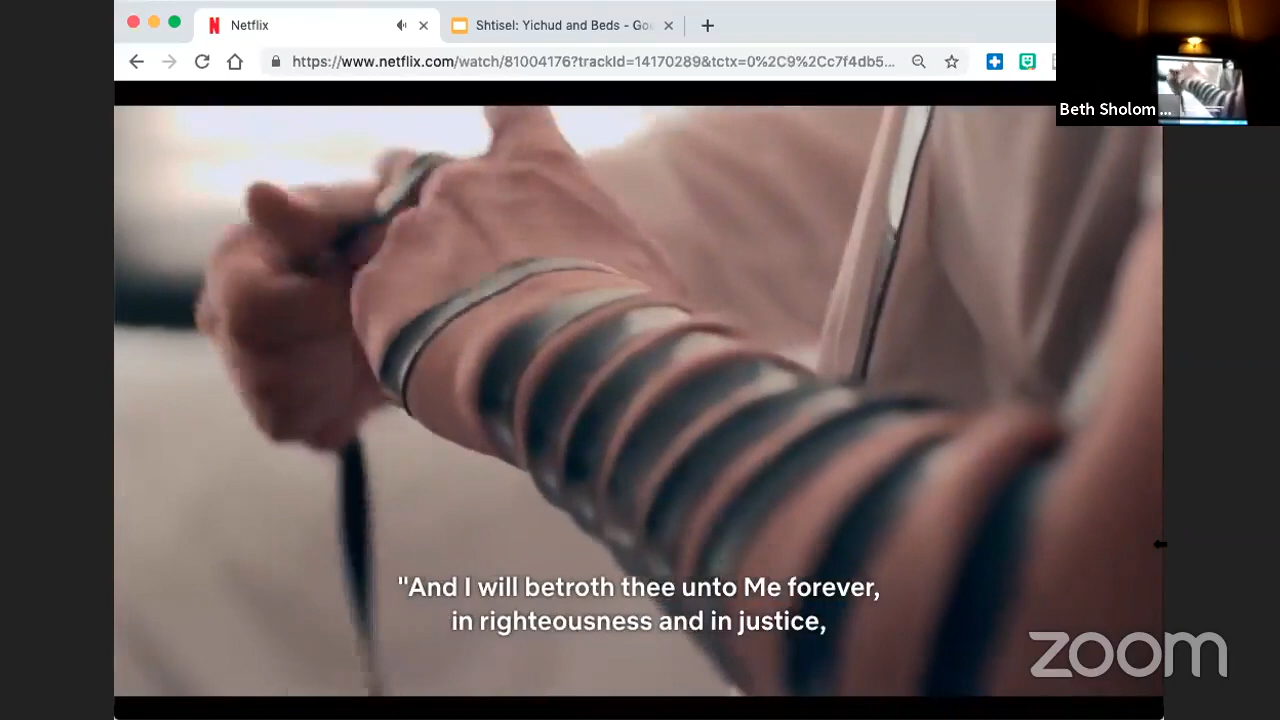 Netflix
Shtisel: Yichud and Beds - Go
https://www.netflix.com/watch/81004176?trackId=14170289&tctx=0%2C9%2Cc7f4db5...
Beth Sholom ...
"And I will betroth thee unto Me forever,
in righteousness and in justice,
zoom